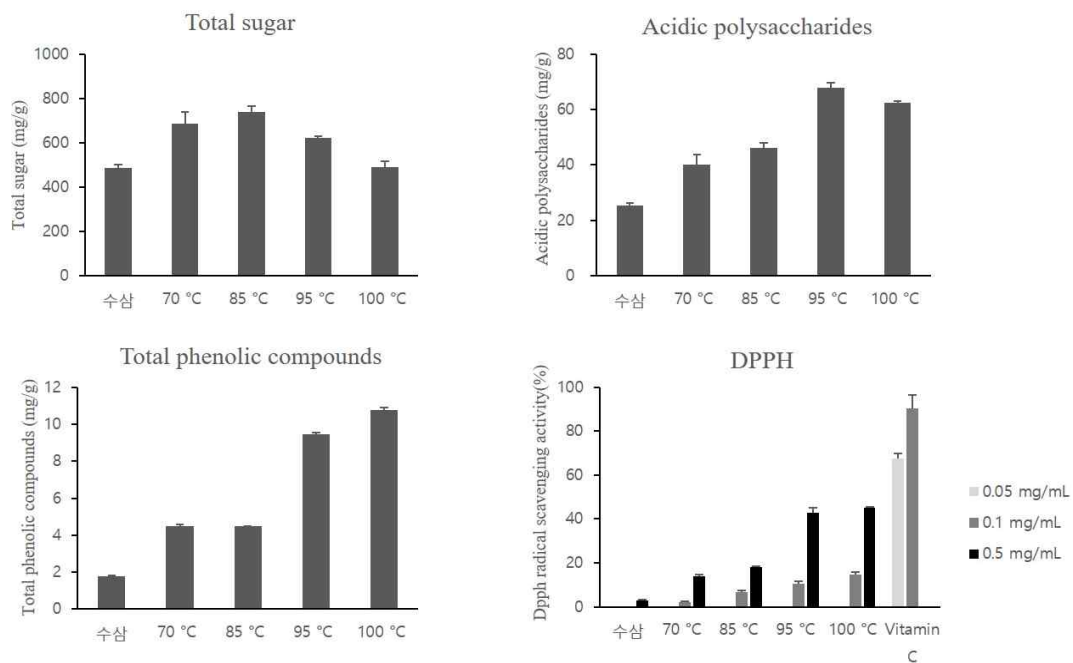 Total sugar
Total sugar (mg/g)
1000
800
600
400
200
0
수삼 70 °C 85 °C 95 °C 100 °C
Acidic polysaccharides
Acidic polysaccharides (mg/g)
80
60
40
20
0
수삼 70 °C 85 °C 95 °C 100 °C
Total phenolic compounds
Total phenolic compounds (mg/g)
12
10
8
6
4
2
0
수삼 70 °C 85 °C 95 °C 100 °C
DPPH
Dpph radical scavenging activity(%)
100
80
60
40
20
0
수삼 70 °C 85 °C 95 °C 100 °C Vitamin
C
0.05 mg/mL
0.1 mg/mL
0.5 mg/mL